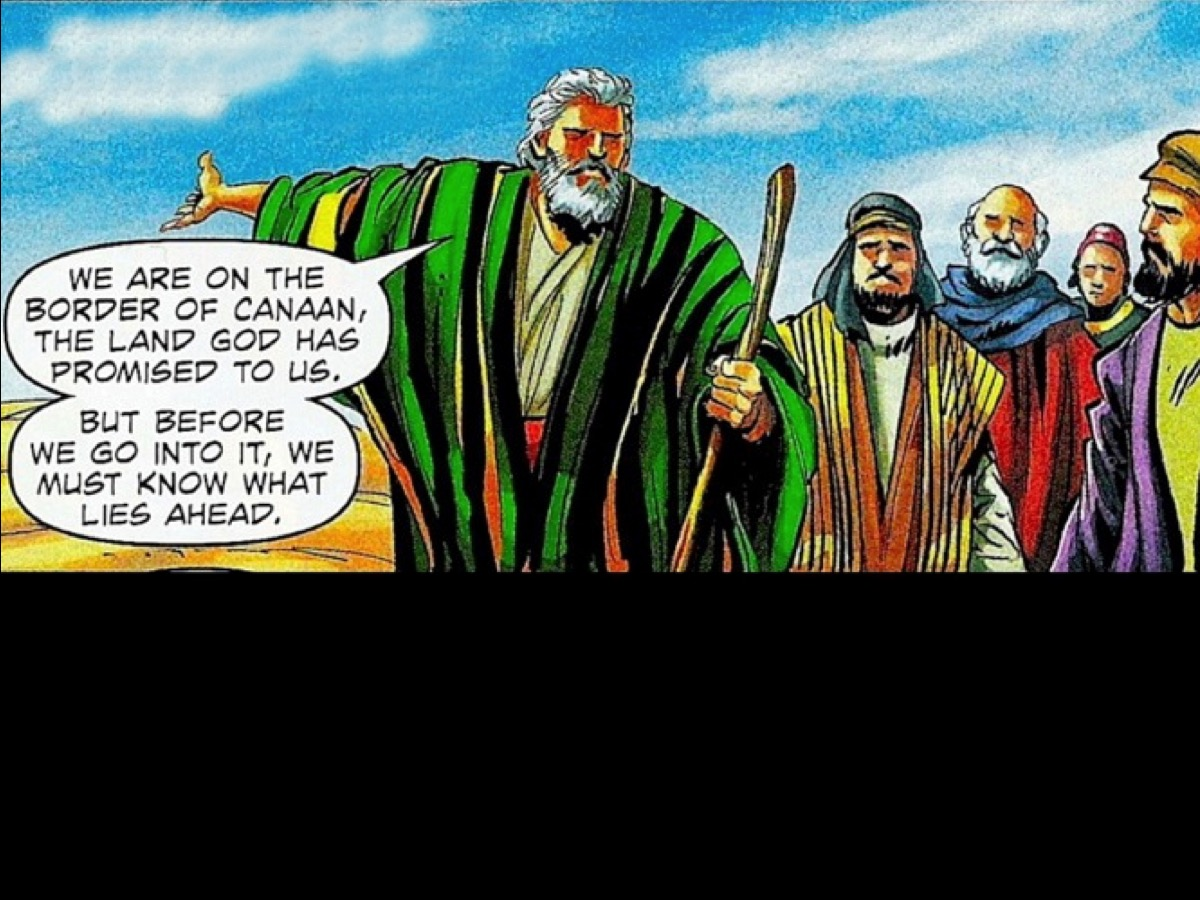 WE ARE ON THE
BORDER OF CANAAN,
THE LAND GOD HAS
PROMISED TO US.
BUT BEFORE
WE GO INTO IT, WE
MUST KNOW WHAT
LIES AHEAD.